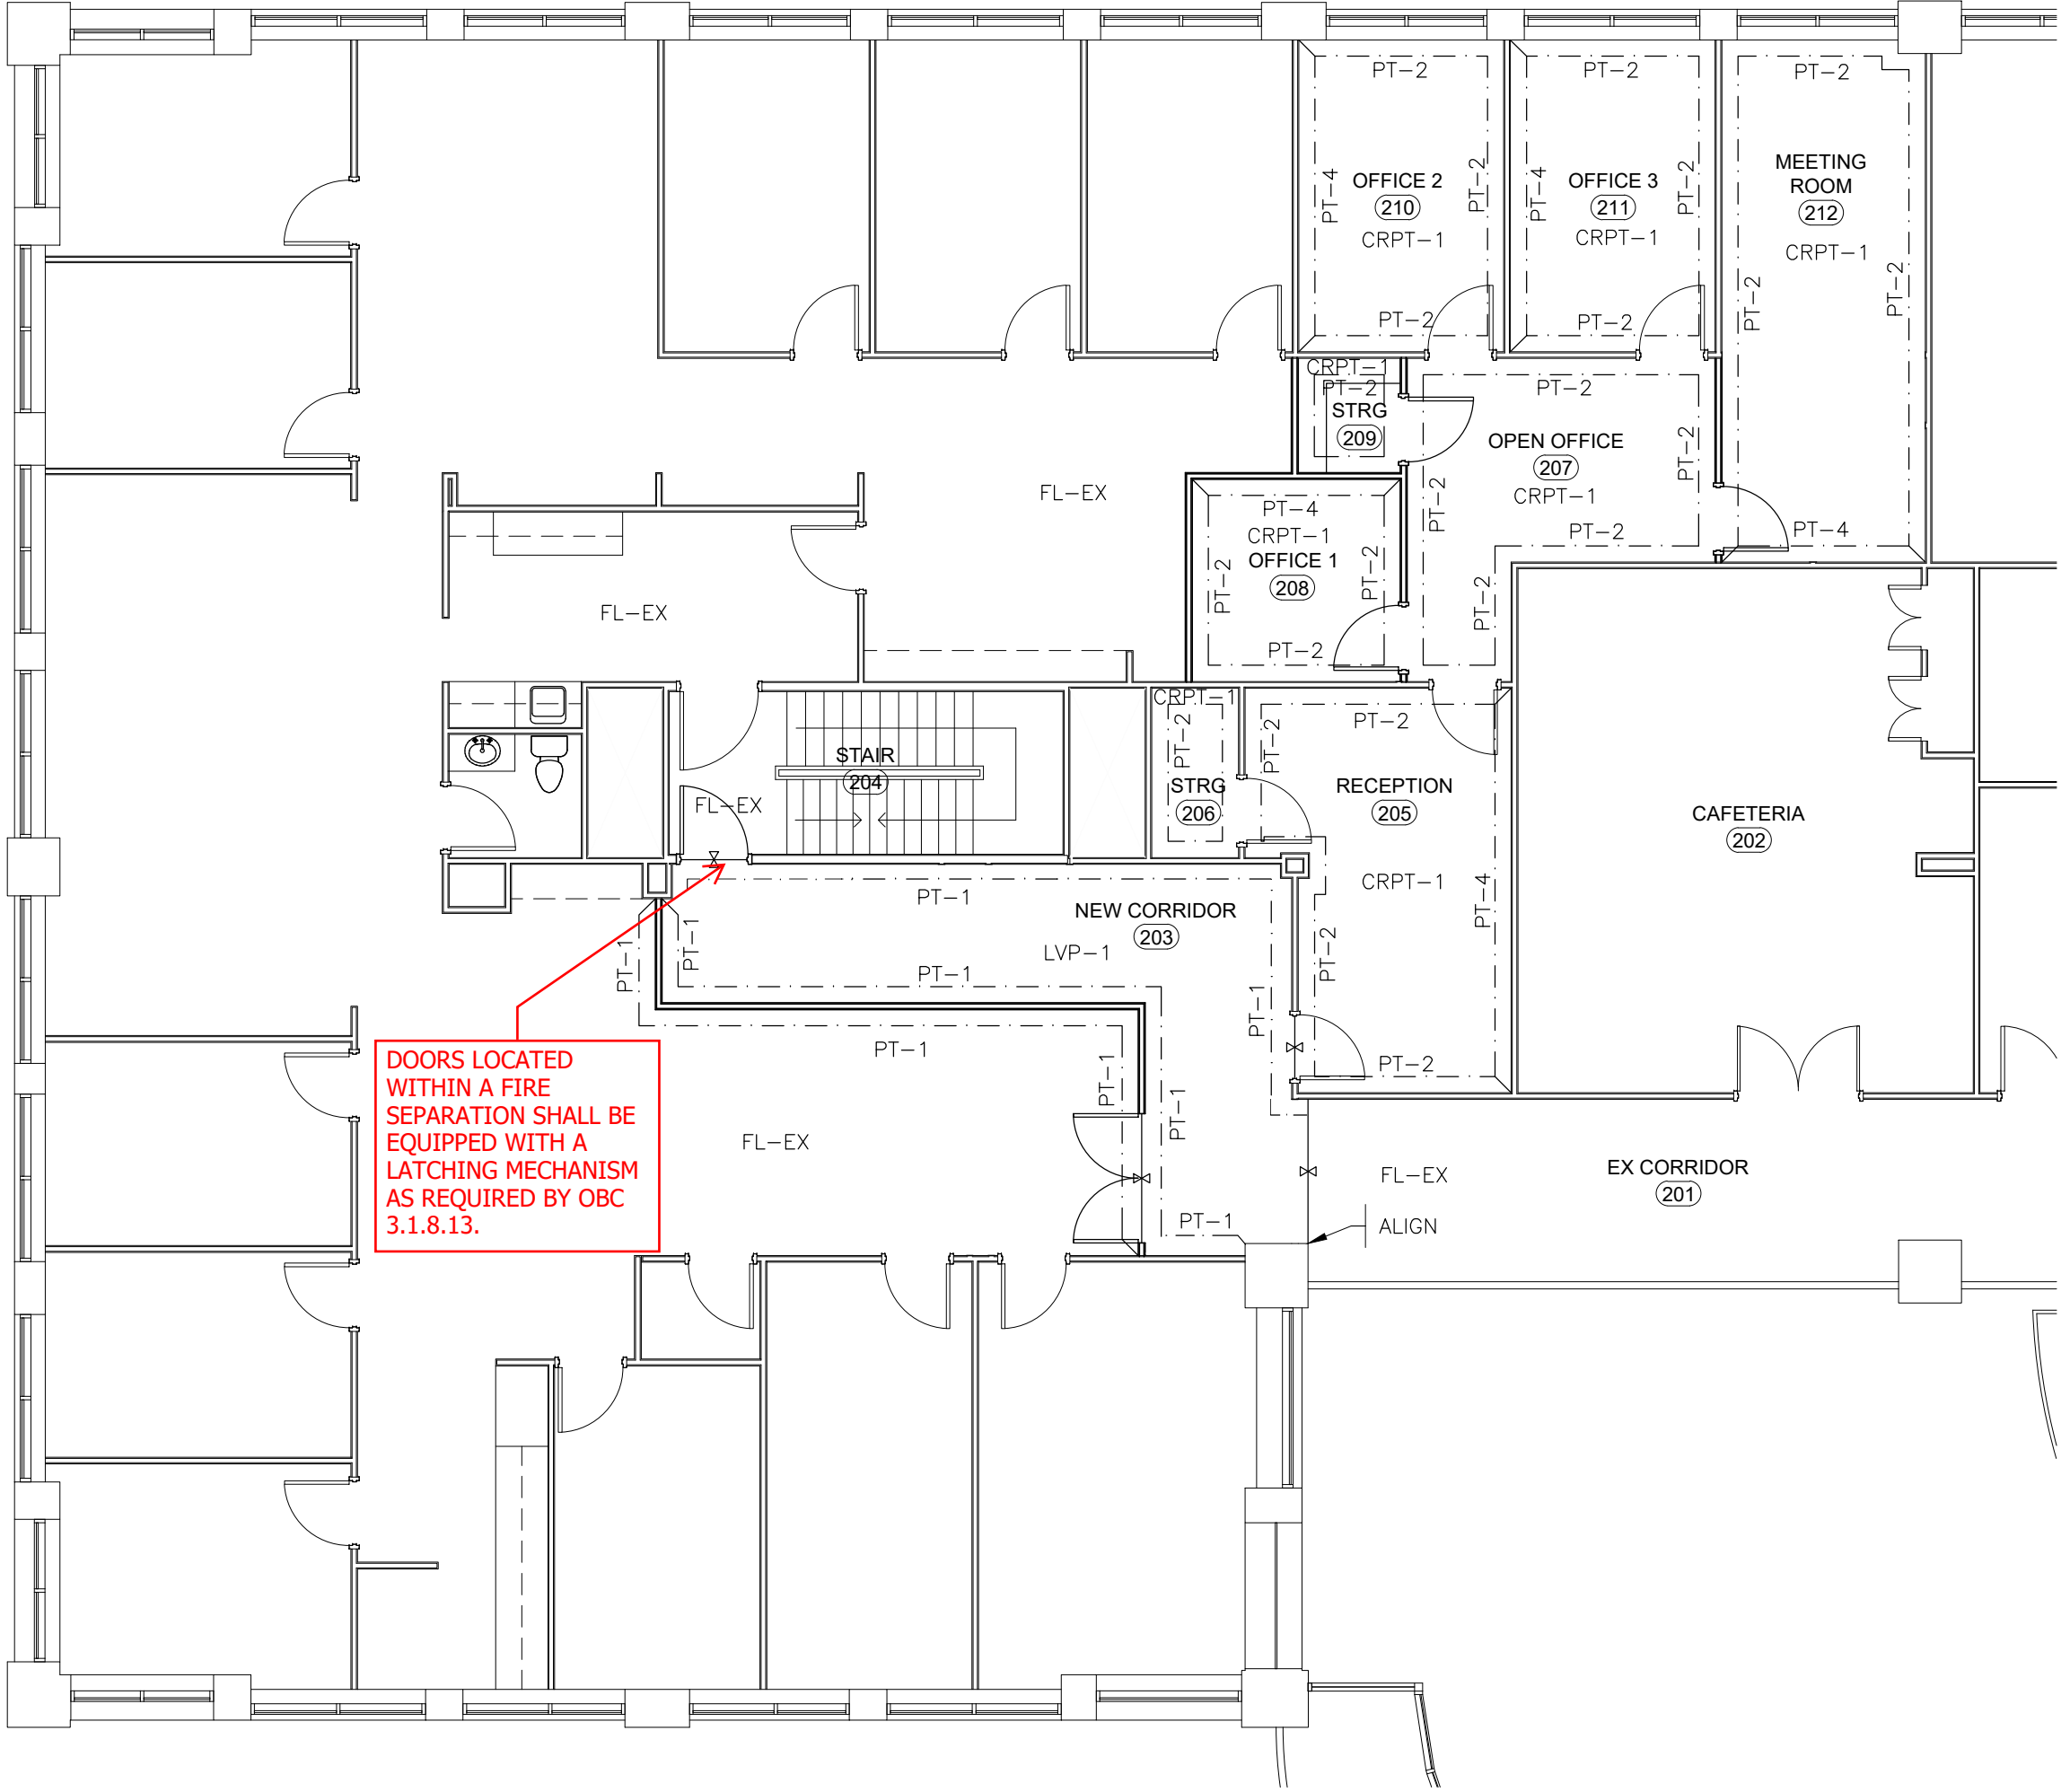 PT-2
PT-2
PT-2
PT-4
OFFICE 2
210
CRPT-1
PT-2
PT-2
PT-4
OFFICE 3
211
CRPT-1
PT-2
PT-2
MEETING
ROOM
212
CRPT-1
PT-2
PT-2
PT-4
CRPT-1
PT-2
STRG
209
PT-2
OPEN OFFICE
207
CRPT-1
PT-2
PT-2
PT-2
PT-2
FL-EX
PT-4
CRPT-1
OFFICE 1
208
PT-2
PT-2
PT-2
FL-EX
STAIR
204
FL-EX
CRPT-1
PT-2
STRG
206
PT-2
PT-2
RECEPTION
205
CRPT-1
PT-4
PT-2
PT-2
CAFETERIA
202
PT-1
NEW CORRIDOR
203
LVP-1
PT-1
PT-1
PT-1
PT-1
PT-1
PT-1
PT-1
PT-1
FL-EX
DOORS LOCATED
WITHIN A FIRE
SEPARATION SHALL BE
EQUIPPED WITH A
LATCHING MECHANISM
AS REQUIRED BY OBC
3.1.8.13.
FL-EX
EX CORRIDOR
201
ALIGN